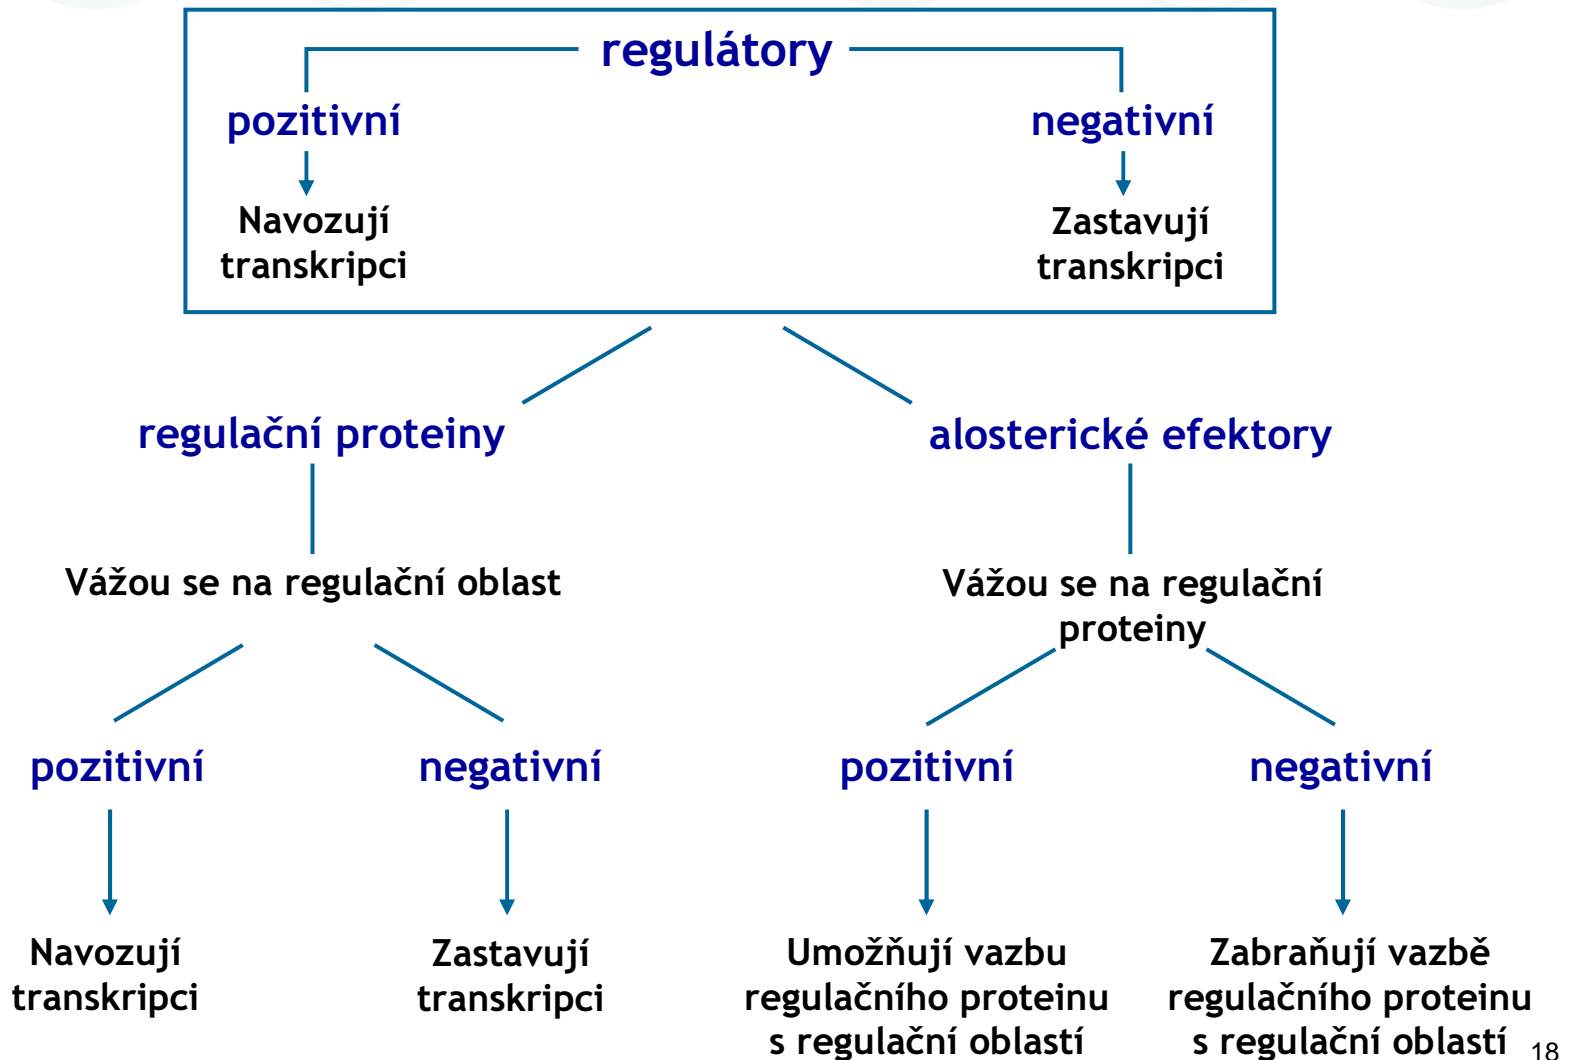 regulátory
pozitivní
negativní
Navozují
transkripci
Zastavují
transkripci
regulační proteiny
alosterické efektory
Vážou se na regulační oblast
Vážou se na regulační
proteiny
pozitivní
negativní
pozitivní
negativní
Navozují
transkripci
Zastavují
transkripci
Umožňují vazbu
regulačního proteinu
s regulační oblastí
Zabraňují vazbě
regulačního proteinu
s regulační oblastí
18